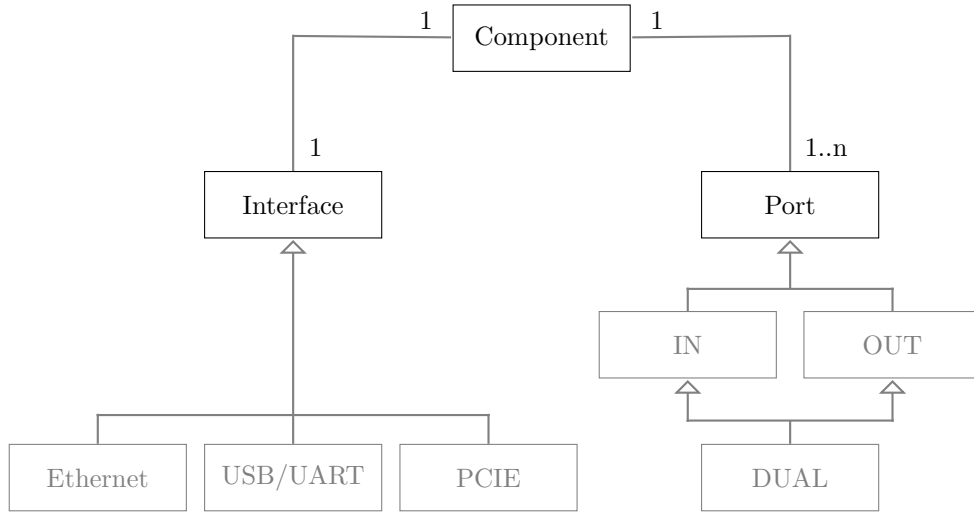 1
Component
1
1
1..n
Interface
Port
IN
OUT
Ethernet
USB/UART
PCIE
DUAL